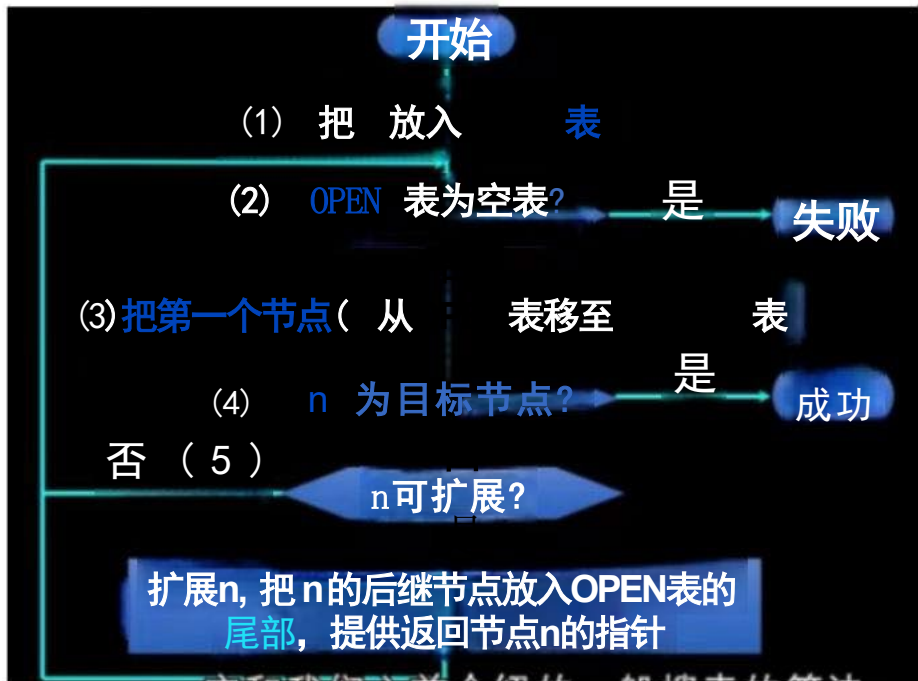 开始
(1) 把 放入 表
(2) OPEN 表为空表? 是
失败
(3)把第一个节点( 从 表移至 表
是
(4) n 为目标节点?
成功
否 (5)
n可扩展?
扩展n, 把n的后继节点放入OPEN表的
尾部, 提供返回节点n的指针